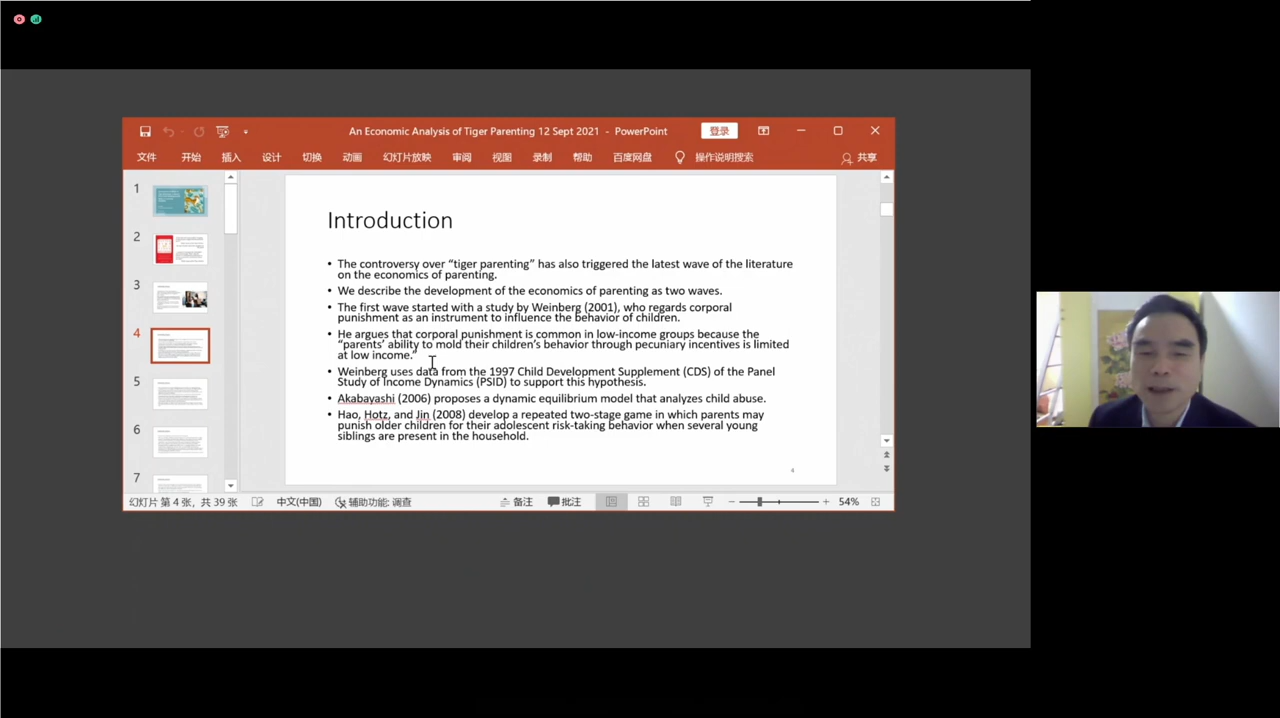 An Economic Analysis of Tiger Parenting 12 Sept 2021 - PowerPoint
登录
文件 开始 插入 设计 切换 动画 幻灯片放映 审阅 视图 录制 帮助 百度网盘 操作说明搜索 共享
1
2
3
4
5
6
7
Introduction
• The controversy over “tiger parenting” has also triggered the latest wave of the literature
on the economics of parenting.
• We describe the development of the economics of parenting as two waves.
• The first wave started with a study by Weinberg (2001), who regards corporal
punishment as an instrument to influence the behavior of children.
• He argues that corporal punishment is common in low-income groups because the
“parents’ ability to mold their children’s behavior through pecuniary incentives is limited
at low income.”
• Weinberg uses data from the 1997 Child Development Supplement (CDS) of the Panel
Study of Income Dynamics (PSID) to support this hypothesis.
• Akabayashi (2006) proposes a dynamic equilibrium model that analyzes child abuse.
• Hao, Hotz, and Jin (2008) develop a repeated two-stage game in which parents may
punish older children for their adolescent risk-taking behavior when several young
siblings are present in the household.
4
幻灯片 第 4 张，共 39 张 中文(中国) 辅助功能: 调查 备注 批注 54%